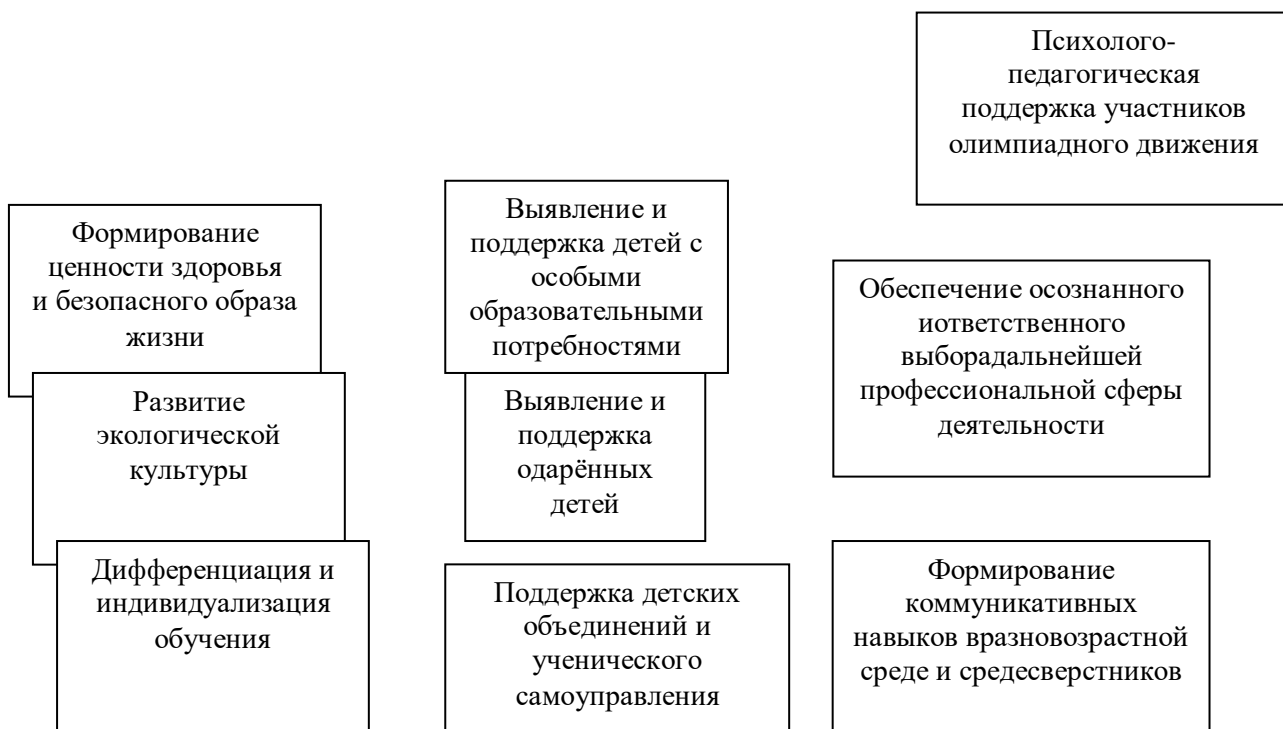 Психолого-
педагогическая
поддержка участников
олимпиадного движения
Формирование
ценности здоровья
и безопасного образа
жизни
Развитие
экологической
культуры
Дифференциация и
индивидуализация
обучения
Выявление и
поддержка детей с
особыми
образовательными
потребностями
Выявление и
поддержка
одарённых
детей
Поддержка детских
объединений и
ученического
самоуправления
Обеспечение осознанного
иответственного
выборадальнейшей
профессиональной сферы
деятельности
Формирование
коммуникативных
навыков вразновозрастной
среде и средесверстников